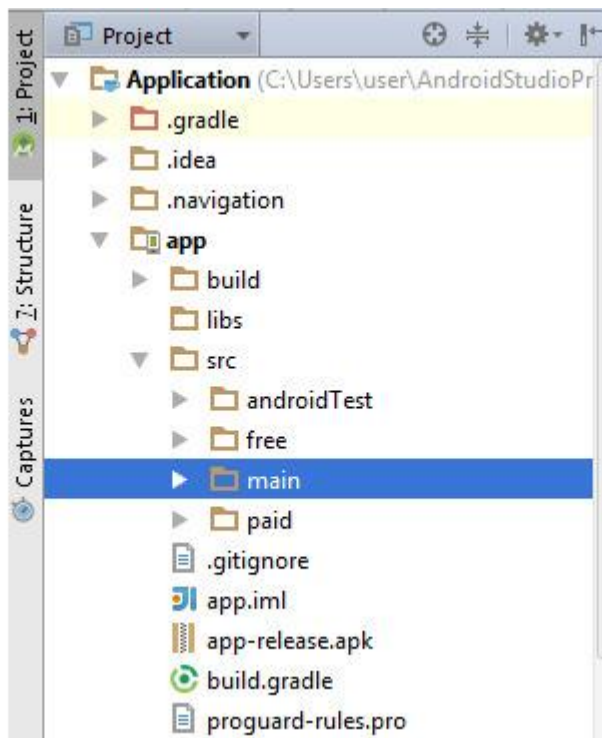 Project
Application (C:\Users\user\AndroidStudioPr
.gradle
.idea
.navigation
app
build
libs
src
androidTest
free
main
paid
.gitignore
app.iml
app-release.apk
build.gradle
proguard-rules.pro
1: Project
7: Structure
Captures